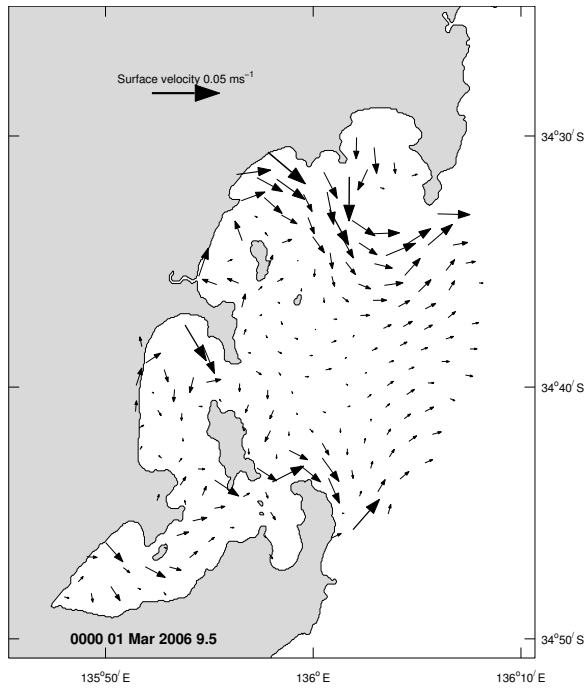 Surface velocity 0.05 ms⁻¹
34°30′ S
34°40′ S
34°50′ S
0000 01 Mar 2006 9.5
135°50′ E
136°E
136°10′ E